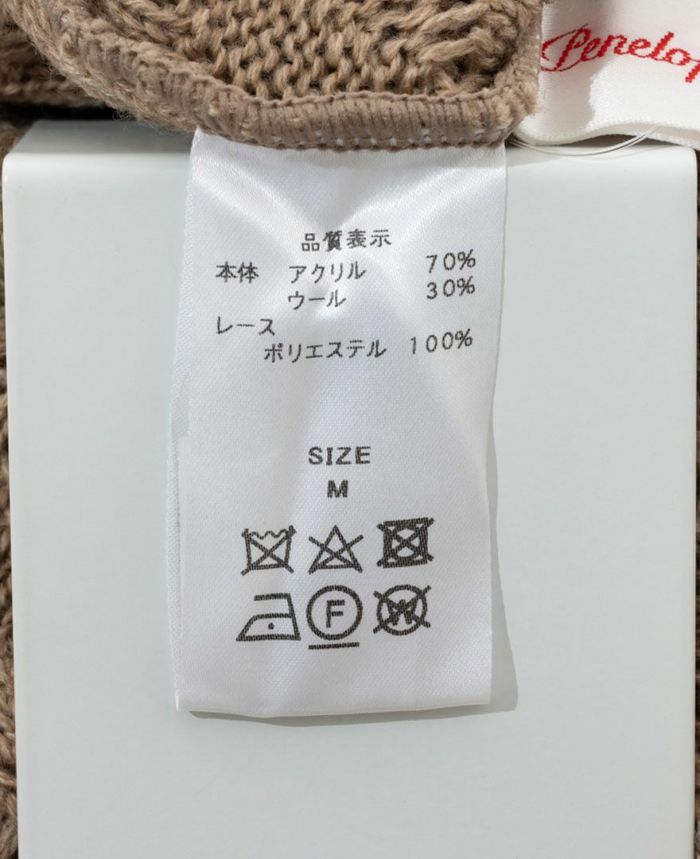 Penelop
品質表示
本体 アクリル 70%
ウール 30%
レース
ポリエステル 100%
SIZE
M
F
W